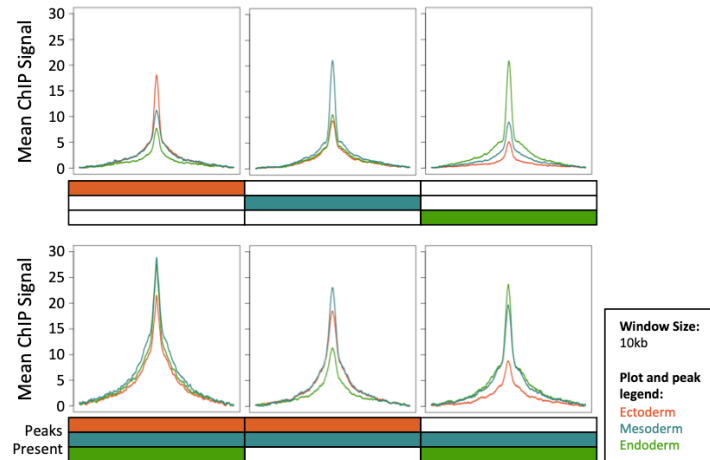 Mean ChIP Signal
30
25
20
15
10
5
0
Mean ChIP Signal
30
25
20
15
10
5
0
Peaks
Present
Window Size:
10kb
Plot and peak
legend:
Ectoderm
Mesoderm
Endoderm